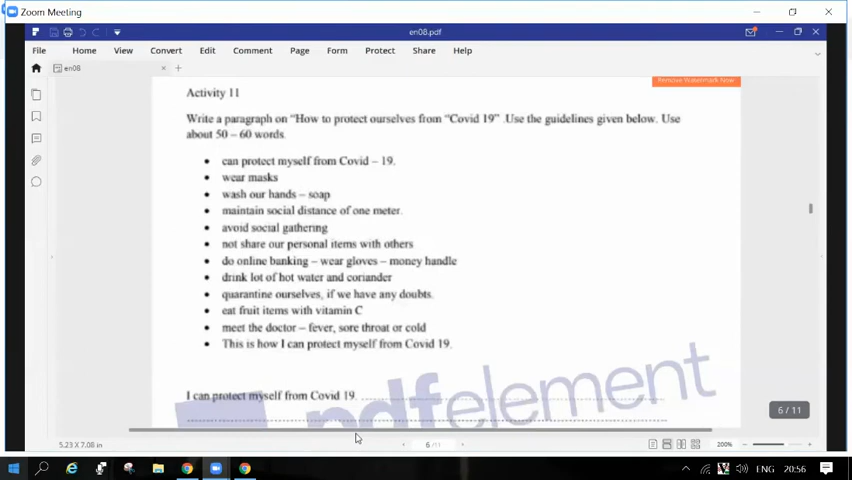 Zoom Meeting
en08.pdf
File Home View Convert Edit Comment Page Form Protect Share Help
en08
Remove Watermark Now
Activity 11
Write a paragraph on "How to protect ourselves from "Covid 19" .Use the guidelines given below. Use
about 50 – 60 words.
• can protect myself from Covid – 19.
• wear masks
• wash our hands – soap
• maintain social distance of one meter.
• avoid social gathering
• not share our personal items with others
• do online banking – wear gloves – money handle
• drink lot of hot water and coriander
• quarantine ourselves, if we have any doubts.
• eat fruit items with vitamin C
• meet the doctor – fever, sore throat or cold
• This is how I can protect myself from Covid 19.
I can protect myself from Covid 19.
pdfelement
6 / 11
5.23 X 7.08 in
6 /11
200%
ENG 20:56